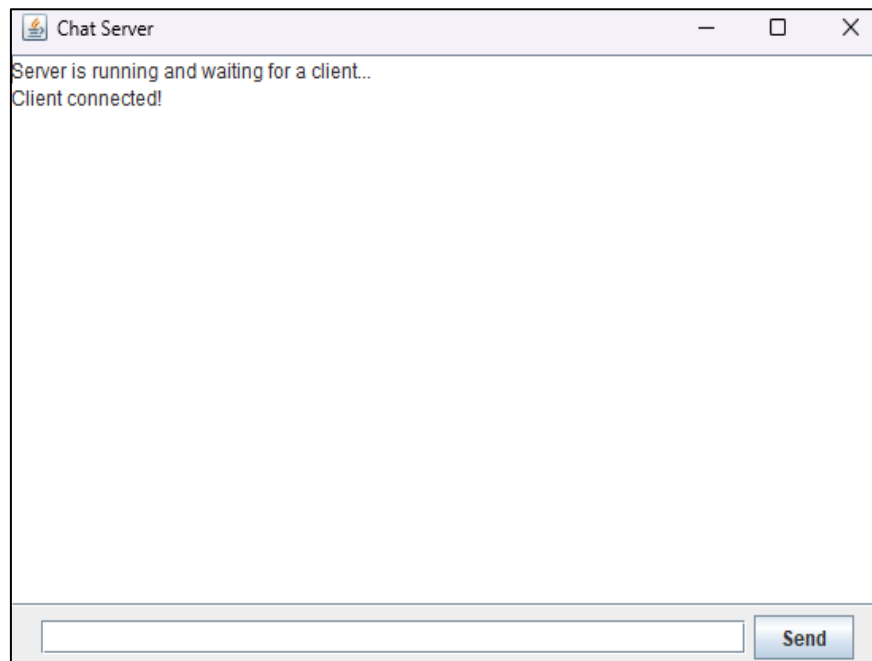 Chat Server
Server is running and waiting for a client...
Client connected!
Send